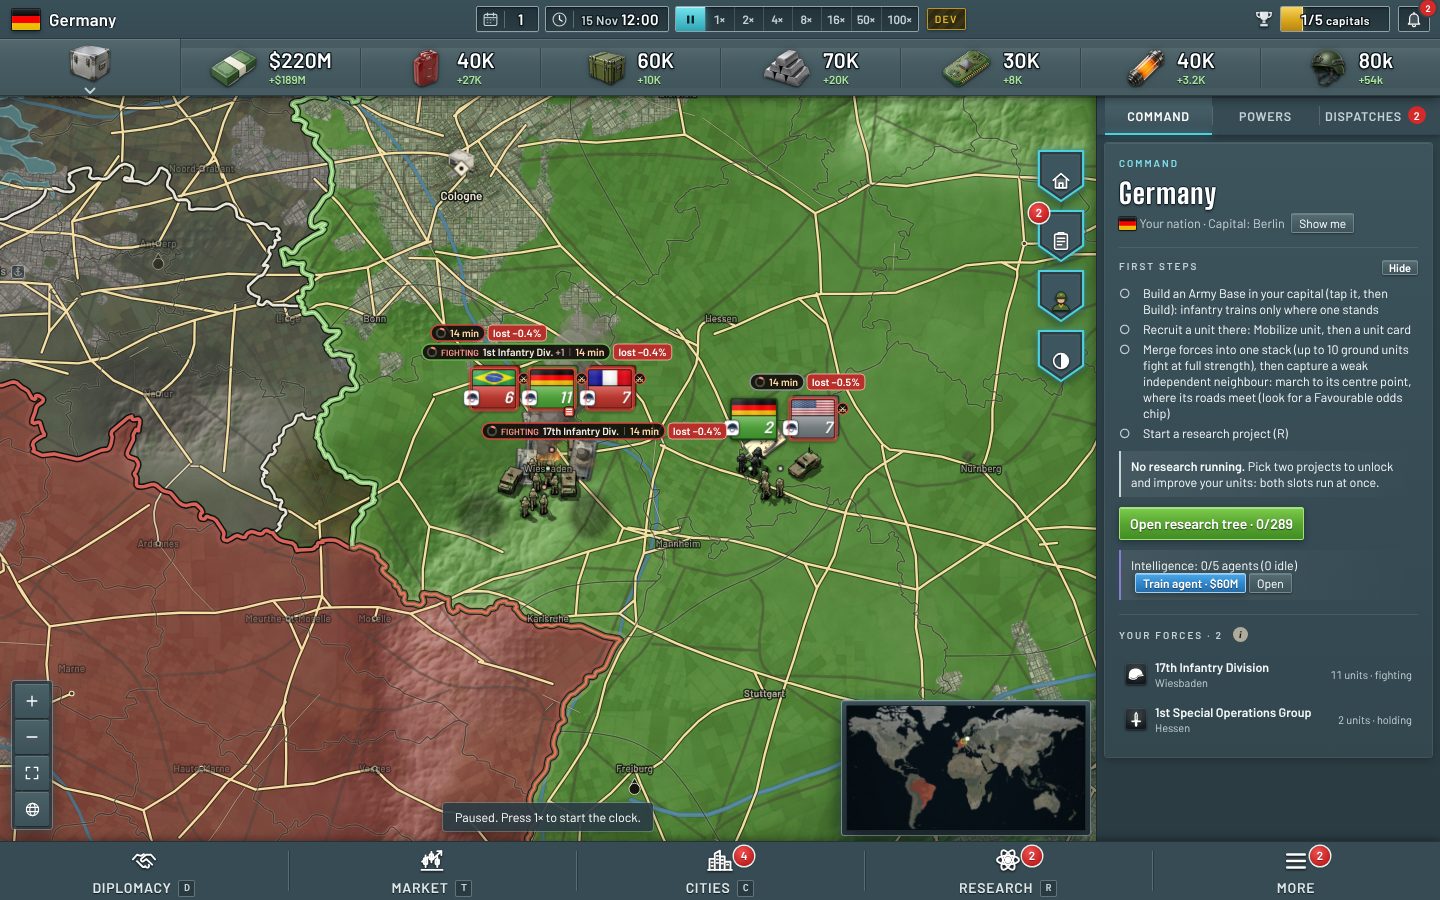 Germany
1
15 Nov 12:00
1×
2×
4×
8×
16×
50×
100×
DEV
1/5 capitals
2
$220M
+$189M
40K
+27K
60K
+10K
70K
+20K
30K
+8K
40K
+3.2K
80k
+54k
COMMAND
POWERS
DISPATCHES 2
COMMAND
Germany
Your nation · Capital: Berlin
Show me
FIRST STEPS
Hide
Build an Army Base in your capital (tap it, then
Build): infantry trains only where one stands
Recruit a unit there: Mobilize unit, then a unit card
Merge forces into one stack (up to 10 ground units
fight at full strength), then capture a weak
independent neighbour: march to its centre point,
where its roads meet (look for a Favourable odds
chip)
Start a research project (R)
No research running. Pick two projects to unlock
and improve your units: both slots run at once.
Open research tree · 0/289
Intelligence: 0/5 agents (0 idle)
Train agent · $60M
Open
YOUR FORCES · 2
i
17th Infantry Division
Wiesbaden
11 units · fighting
1st Special Operations Group
Hessen
2 units · holding
Noord-Brabant
Cologne
Antwerp
s
2
Liège
Bonn
Hessen
14 min
lost −0.4%
FIGHTING 1st Infantry Div. +1 14 min
lost −0.4%
6
11
7
14 min
lost −0.5%
2
7
Namur
FIGHTING 17th Infantry Div. 14 min
lost −0.4%
Wiesbaden
Nürnberg
Ardennes
Mannheim
Meurthe-et-Moselle
Moselle
Karlsruhe
Marne
Stuttgart
Haute-Marne
Vosges
Freiburg
+
−
Paused. Press 1× to start the clock.
DIPLOMACY D
MARKET T
4
CITIES C
2
RESEARCH R
2
MORE